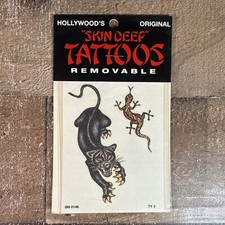 HOLLYWOOD'S ORIGINAL
"SKIN DEEP"
TATTOOS
REMOVABLE